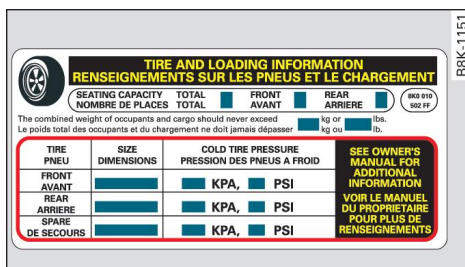 B8K-1151
TIRE AND LOADING INFORMATION
RENSEIGNEMENTS SUR LES PNEUS ET LE CHARGEMENT
SEATING CAPACITY TOTAL FRONT REAR
NOMBRE DE PLACES TOTAL AVANT ARRIERE
8K0 010
502 FF
The combined weight of occupants and cargo should never exceed kg or lbs.
Le poids total des occupants et du chargement ne doit jamais dépasser kg ou lb.
TIRE SIZE COLD TIRE PRESSURE
PNEU DIMENSIONS PRESSION DES PNEUS A FROID
FRONT
AVANT KPA, PSI
REAR
ARRIERE KPA, PSI
SPARE
DE SECOURS KPA, PSI
SEE OWNER'S
MANUAL FOR
ADDITIONAL
INFORMATION
VOIR LE MANUEL
DU PROPRIETAIRE
POUR PLUS DE
RENSEIGNEMENTS